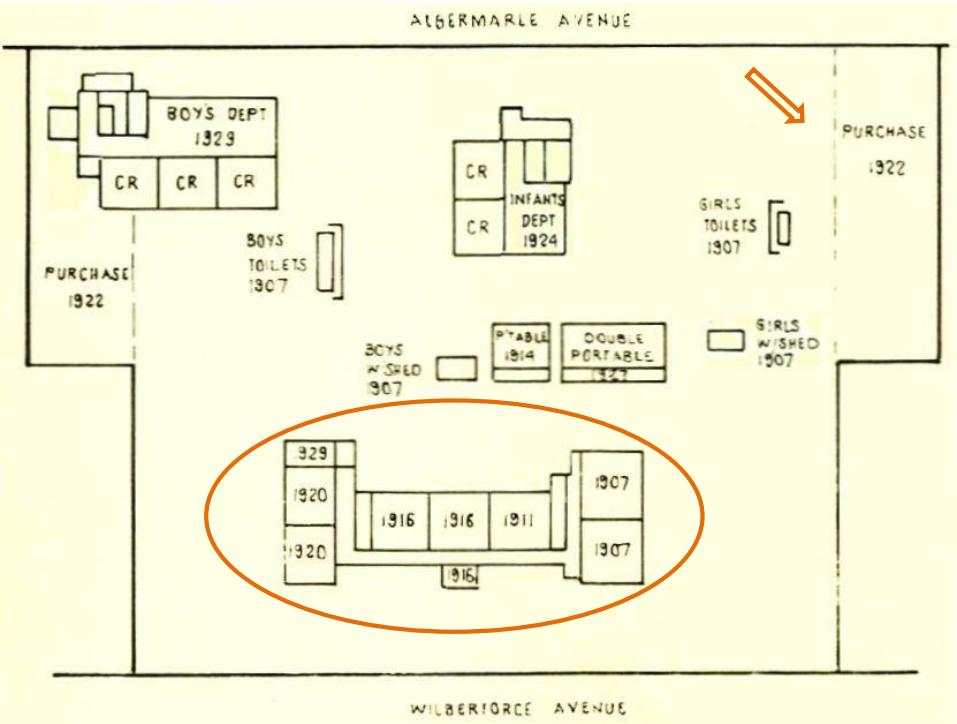 ALBERMARLE AVENUE
BOY'S DEPT
1929
CR
CR
CR
CR
CR
INFANTS
DEPT
1924
PURCHASE
1922
GIRLS
TOILETS
1907
BOYS
TOILETS
1907
PURCHASE
1922
BOYS
W SHED
1907
P'TABLE
1914
DOUBLE
PORTABLE
1927
GIRLS
W/SHED
1907
1929
1920
1920
1916
1916
1911
1916
1907
1907
WILBERFORCE AVENUE